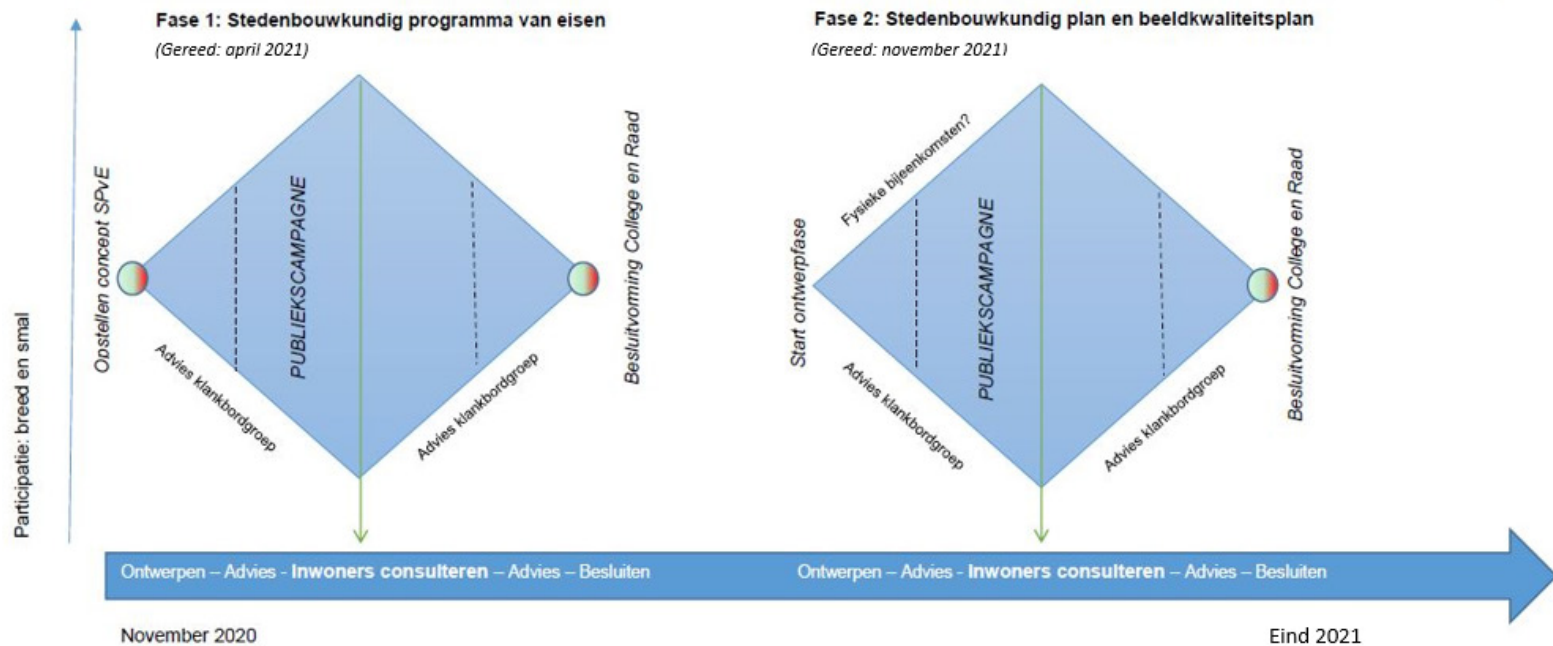 Fase 1: Stedenbouwkundig programma van eisen
(Gereed: april 2021)
Participatie: breed en smal
Opstellen concept SPvE
Advies klankbordgroep
PUBLIEKSCAMPAGNE
Advies klankbordgroep
Besluitvorming College en Raad
Fase 2: Stedenbouwkundig plan en beeldkwaliteitsplan
(Gereed: november 2021)
Start ontwerpfase
Fysieke bijeenkomsten?
Advies klankbordgroep
PUBLIEKSCAMPAGNE
Advies klankbordgroep
Besluitvorming College en Raad
Ontwerpen – Advies - Inwoners consulteren – Advies – Besluiten
Ontwerpen – Advies - Inwoners consulteren – Advies – Besluiten
November 2020
Eind 2021